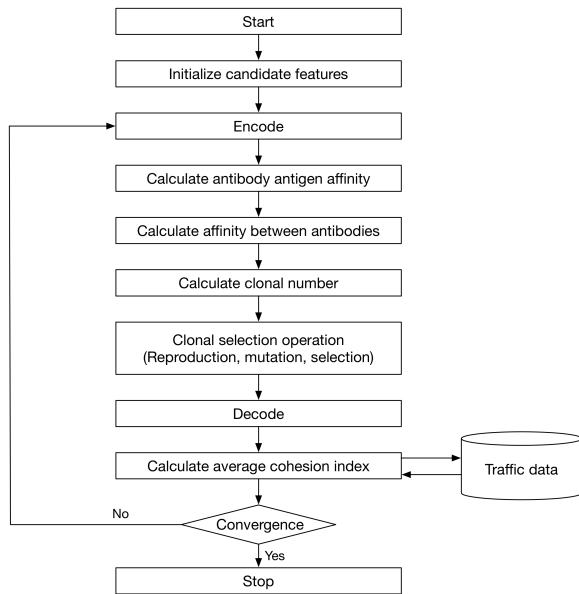 Start
Initialize candidate features
Encode
Calculate antibody antigen affinity
Calculate affinity between antibodies
Calculate clonal number
Clonal selection operation
(Reproduction, mutation, selection)
Decode
Calculate average cohesion index
Traffic data
No
Convergence
Yes
Stop